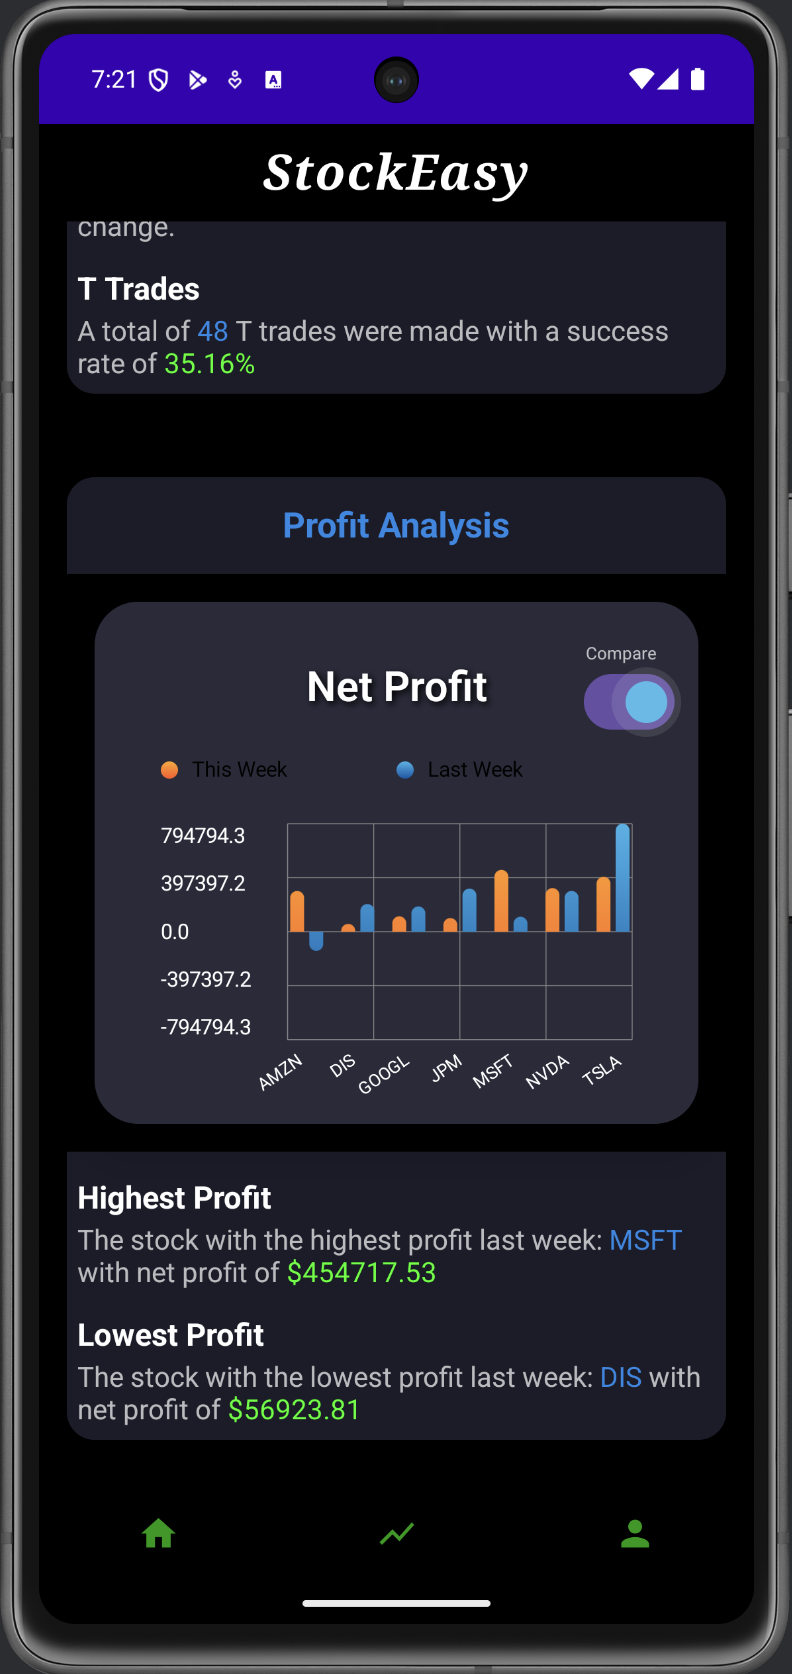 7:21
StockEasy
change.
T Trades
A total of 48 T trades were made with a success
rate of 35.16%
Profit Analysis
Compare
Net Profit
This Week Last Week
794794.3
397397.2
0.0
-397397.2
-794794.3
AMZN DIS GOOGL JPM MSFT NVDA TSLA
Highest Profit
The stock with the highest profit last week: MSFT
with net profit of $454717.53
Lowest Profit
The stock with the lowest profit last week: DIS with
net profit of $56923.81